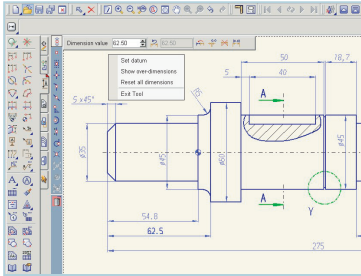 Dimension value 62.50 62.50
Set datum
Show over-dimensions
Reset all dimensions
Exit Tool
50
18,7
5
40
A
5 x45°
ø35
ø45
ø60
ø45
A
Y
54.8
62.5
275